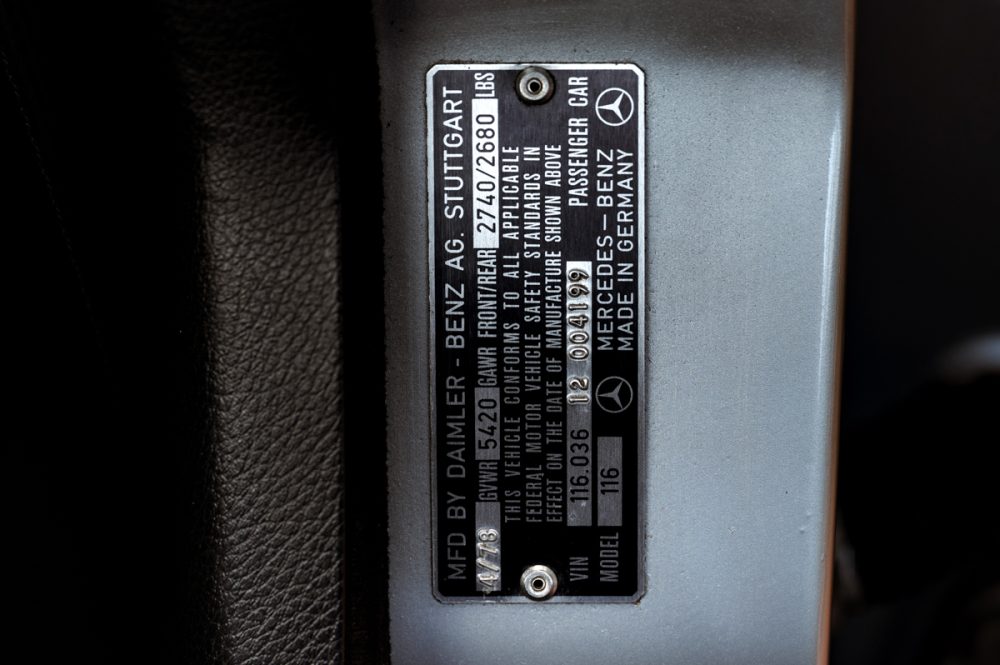 MFD BY DAIMLER - BENZ AG. STUTTGART
4/78 GVWR 5420 GAWR FRONT/REAR 2740/2680 LBS
THIS VEHICLE CONFORMS TO ALL APPLICABLE
FEDERAL MOTOR VEHICLE SAFETY STANDARDS IN
EFFECT ON THE DATE OF MANUFACTURE SHOWN ABOVE
VIN 116.036 12 004199 PASSENGER CAR
MODEL 116 MERCEDES-BENZ
MADE IN GERMANY